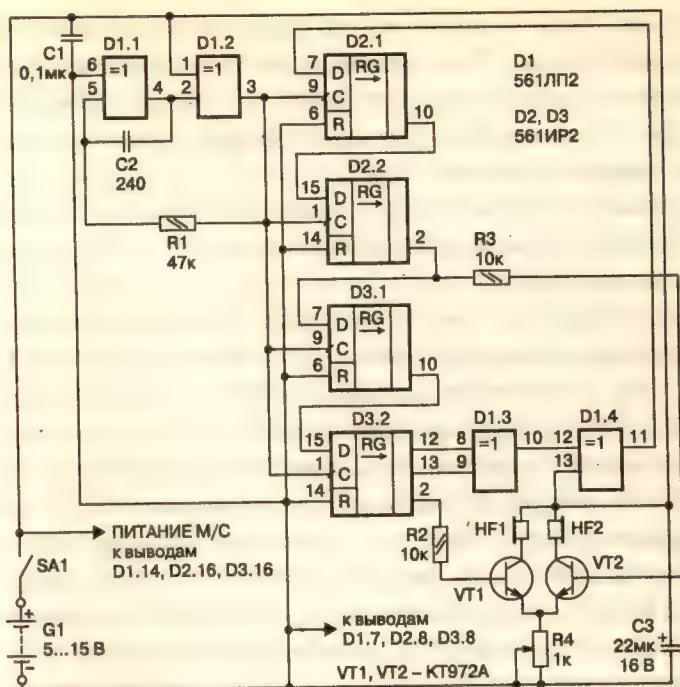 C1
0,1мк
D1.1
D1.2
6
=1
5
4
1
=1
2
3
C2
240
R1
47к
D2.1
7
D
RG
9
C
6
R
10
D1
561ЛП2
D2, D3
561ИР2
D2.2
15
D
RG
1
C
14
R
2
R3
10к
D3.1
7
D
RG
9
C
6
R
10
D3.2
15
D
RG
12
1
C
13
14
R
2
D1.3
8
=1
9
10
D1.4
12
=1
13
11
R2
10к
HF1
HF2
VT1
VT2
R4
1к
C3
+
22мк
16 В
ПИТАНИЕ М/С
к выводам
D1.14, D2.16, D3.16
SA1
+
G1
5...15 В
−
к выводам
D1.7, D2.8, D3.8
VT1, VT2 – КТ972А